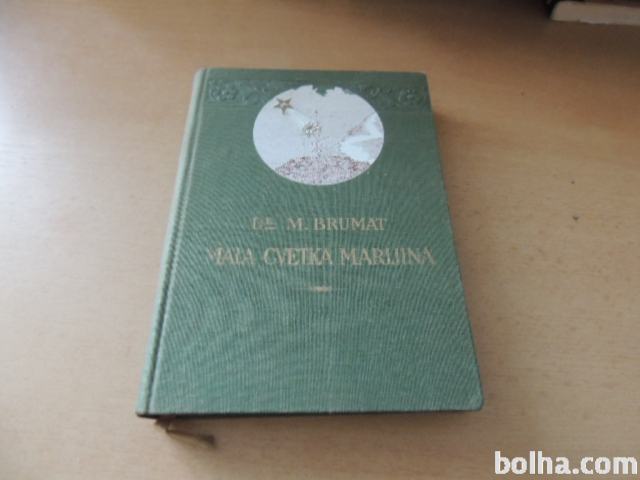 DR. M. BRUMAT
MALA CVETKA MARIJINA
bolha.com